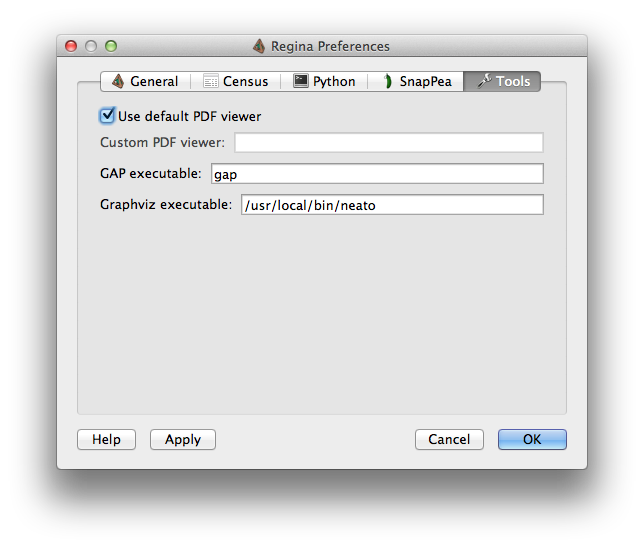 Regina Preferences
General Census Python SnapPea Tools
Use default PDF viewer
Custom PDF viewer:
GAP executable: gap
Graphviz executable: /usr/local/bin/neato
Help Apply Cancel OK